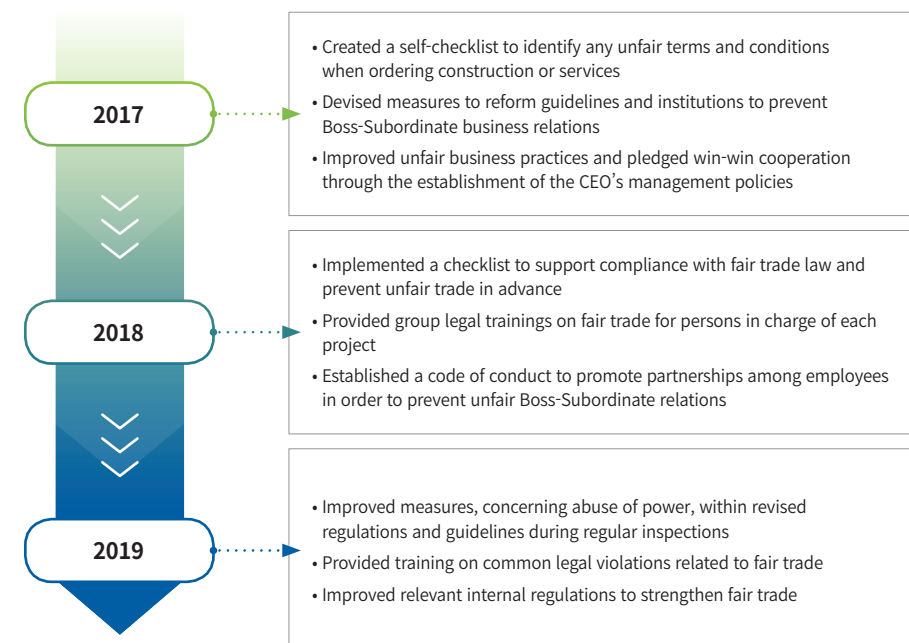 2017
• Created a self-checklist to identify any unfair terms and conditions
when ordering construction or services
• Devised measures to reform guidelines and institutions to prevent
Boss-Subordinate business relations
• Improved unfair business practices and pledged win-win cooperation
through the establishment of the CEO’s management policies
2018
• Implemented a checklist to support compliance with fair trade law and
prevent unfair trade in advance
• Provided group legal trainings on fair trade for persons in charge of each
project
• Established a code of conduct to promote partnerships among employees
in order to prevent unfair Boss-Subordinate relations
2019
• Improved measures, concerning abuse of power, within revised
regulations and guidelines during regular inspections
• Provided training on common legal violations related to fair trade
• Improved relevant internal regulations to strengthen fair trade